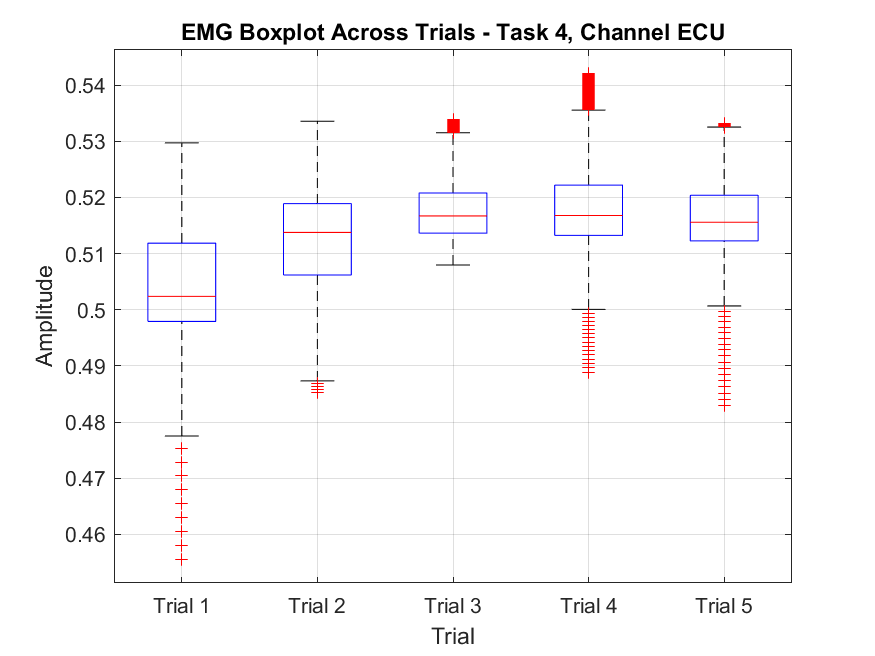 EMG Boxplot Across Trials - Task 4, Channel ECU
0.54
0.53
0.52
0.51
0.5
0.49
0.48
0.47
0.46
Amplitude
Trial 1 Trial 2 Trial 3 Trial 4 Trial 5
Trial